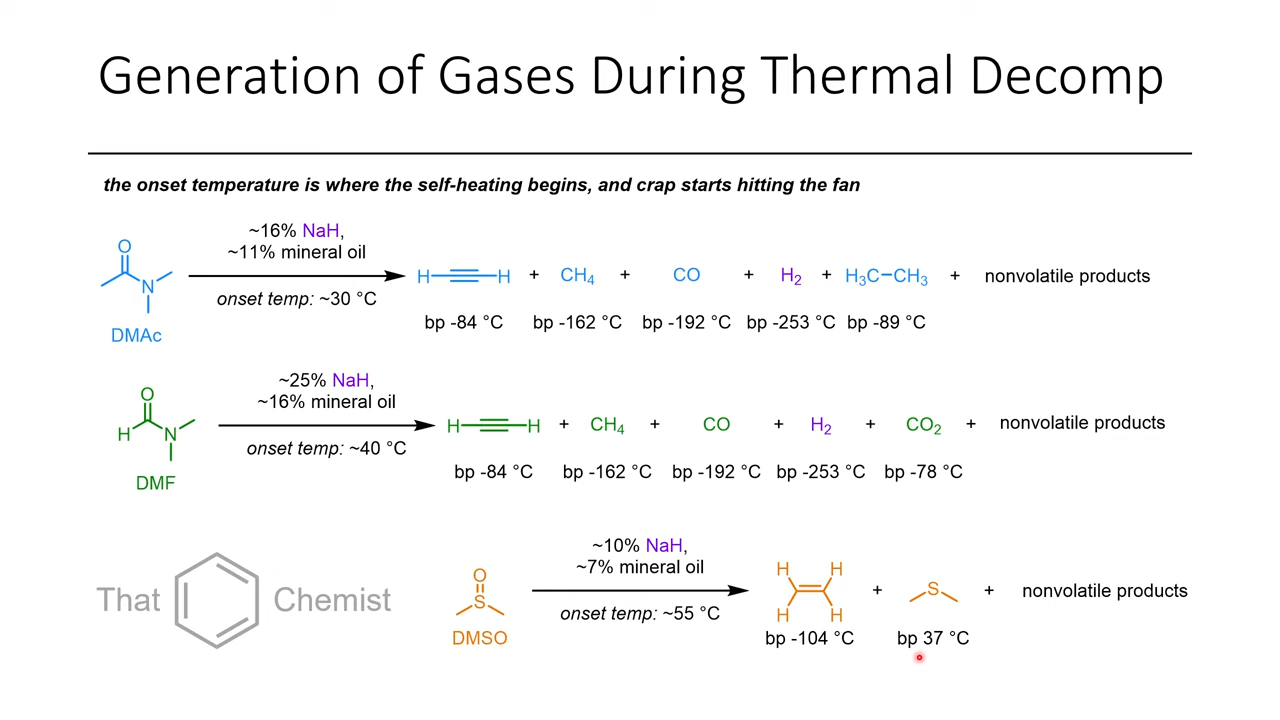 Generation of Gases During Thermal Decomp
the onset temperature is where the self-heating begins, and crap starts hitting the fan
~16% NaH,
~11% mineral oil
onset temp: ~30 °C
O
N
DMAc
H H + CH₄ + CO + H₂ + H₃C–CH₃ + nonvolatile products
bp -84 °C bp -162 °C bp -192 °C bp -253 °C bp -89 °C
~25% NaH,
~16% mineral oil
onset temp: ~40 °C
O
H N
DMF
H H + CH₄ + CO + H₂ + CO₂ + nonvolatile products
bp -84 °C bp -162 °C bp -192 °C bp -253 °C bp -78 °C
~10% NaH,
~7% mineral oil
onset temp: ~55 °C
O
S
DMSO
H H
H H
+ S + nonvolatile products
bp -104 °C bp 37 °C
That Chemist